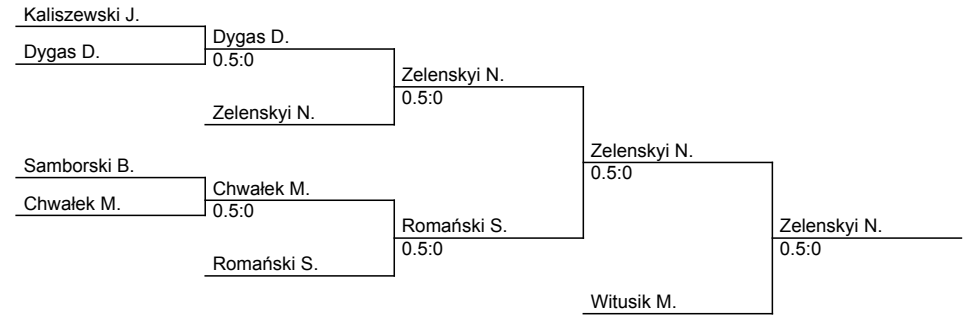 Kaliszewski J.
Dygas D.
Dygas D.
0.5:0
Zelenskyi N.
0.5:0
Zelenskyi N.
Zelenskyi N.
0.5:0
Samborski B.
Chwałek M.
Chwałek M.
0.5:0
Romański S.
0.5:0
Zelenskyi N.
0.5:0
Romański S.
Witusik M.